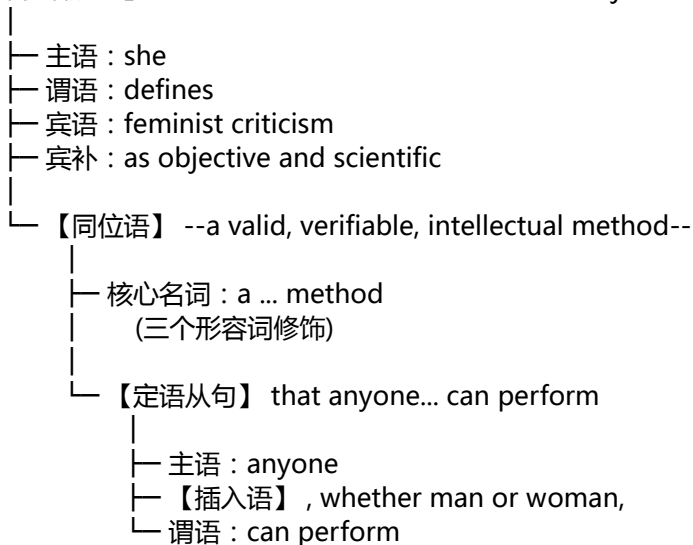 主语：she
谓语：defines
宾语：feminist criticism
宾补：as objective and scientific
【同位语】 --a valid, verifiable, intellectual method--
核心名词：a ... method
(三个形容词修饰)
【定语从句】 that anyone... can perform
主语：anyone
【插入语】 , whether man or woman,
谓语：can perform